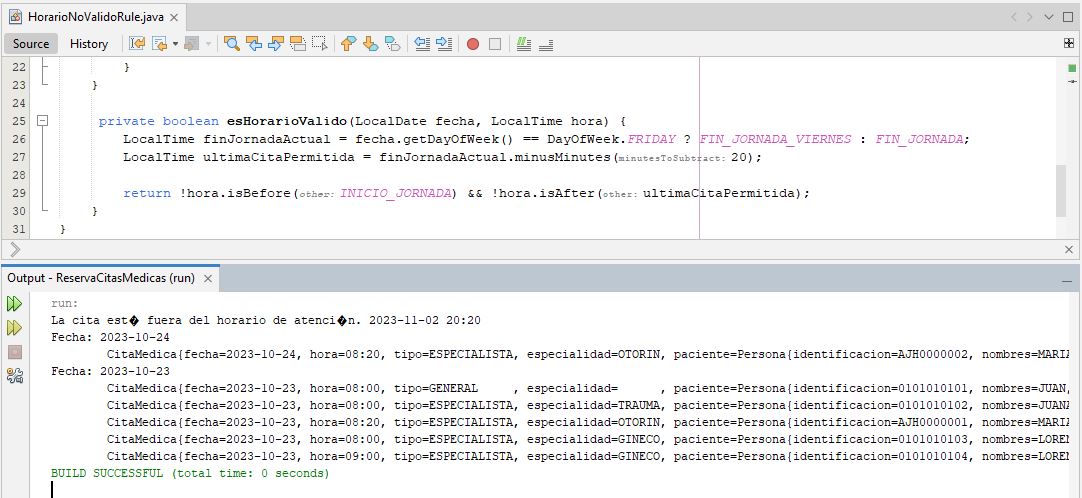 HorarioNoValidoRule.java
Source History
22 }
23 }
24
25 private boolean esHorarioValido(LocalDate fecha, LocalTime hora) {
26 LocalTime finJornadaActual = fecha.getDayOfWeek() == DayOfWeek.FRIDAY ? FIN_JORNADA_VIERNES : FIN_JORNADA;
27 LocalTime ultimaCitaPermitida = finJornadaActual.minusMinutes(minutesToSubtract: 20);
28
29 return !hora.isBefore(other: INICIO_JORNADA) && !hora.isAfter(other: ultimaCitaPermitida);
30 }
31 }
Output - ReservaCitasMedicas (run)
run:
La cita est� fuera del horario de atenci�n. 2023-11-02 20:20
Fecha: 2023-10-24
CitaMedica{fecha=2023-10-24, hora=08:20, tipo=ESPECIALISTA, especialidad=OTORIN, paciente=Persona{identificacion=AJH0000002, nombres=MARIA
Fecha: 2023-10-23
CitaMedica{fecha=2023-10-23, hora=08:00, tipo=GENERAL     , especialidad=      , paciente=Persona{identificacion=0101010101, nombres=JUAN,
CitaMedica{fecha=2023-10-23, hora=08:00, tipo=ESPECIALISTA, especialidad=TRAUMA, paciente=Persona{identificacion=0101010102, nombres=JUANA
CitaMedica{fecha=2023-10-23, hora=08:20, tipo=ESPECIALISTA, especialidad=OTORIN, paciente=Persona{identificacion=AJH0000001, nombres=MARIA
CitaMedica{fecha=2023-10-23, hora=08:00, tipo=ESPECIALISTA, especialidad=GINECO, paciente=Persona{identificacion=0101010103, nombres=LOREN
CitaMedica{fecha=2023-10-23, hora=09:00, tipo=ESPECIALISTA, especialidad=GINECO, paciente=Persona{identificacion=0101010104, nombres=LOREN
BUILD SUCCESSFUL (total time: 0 seconds)